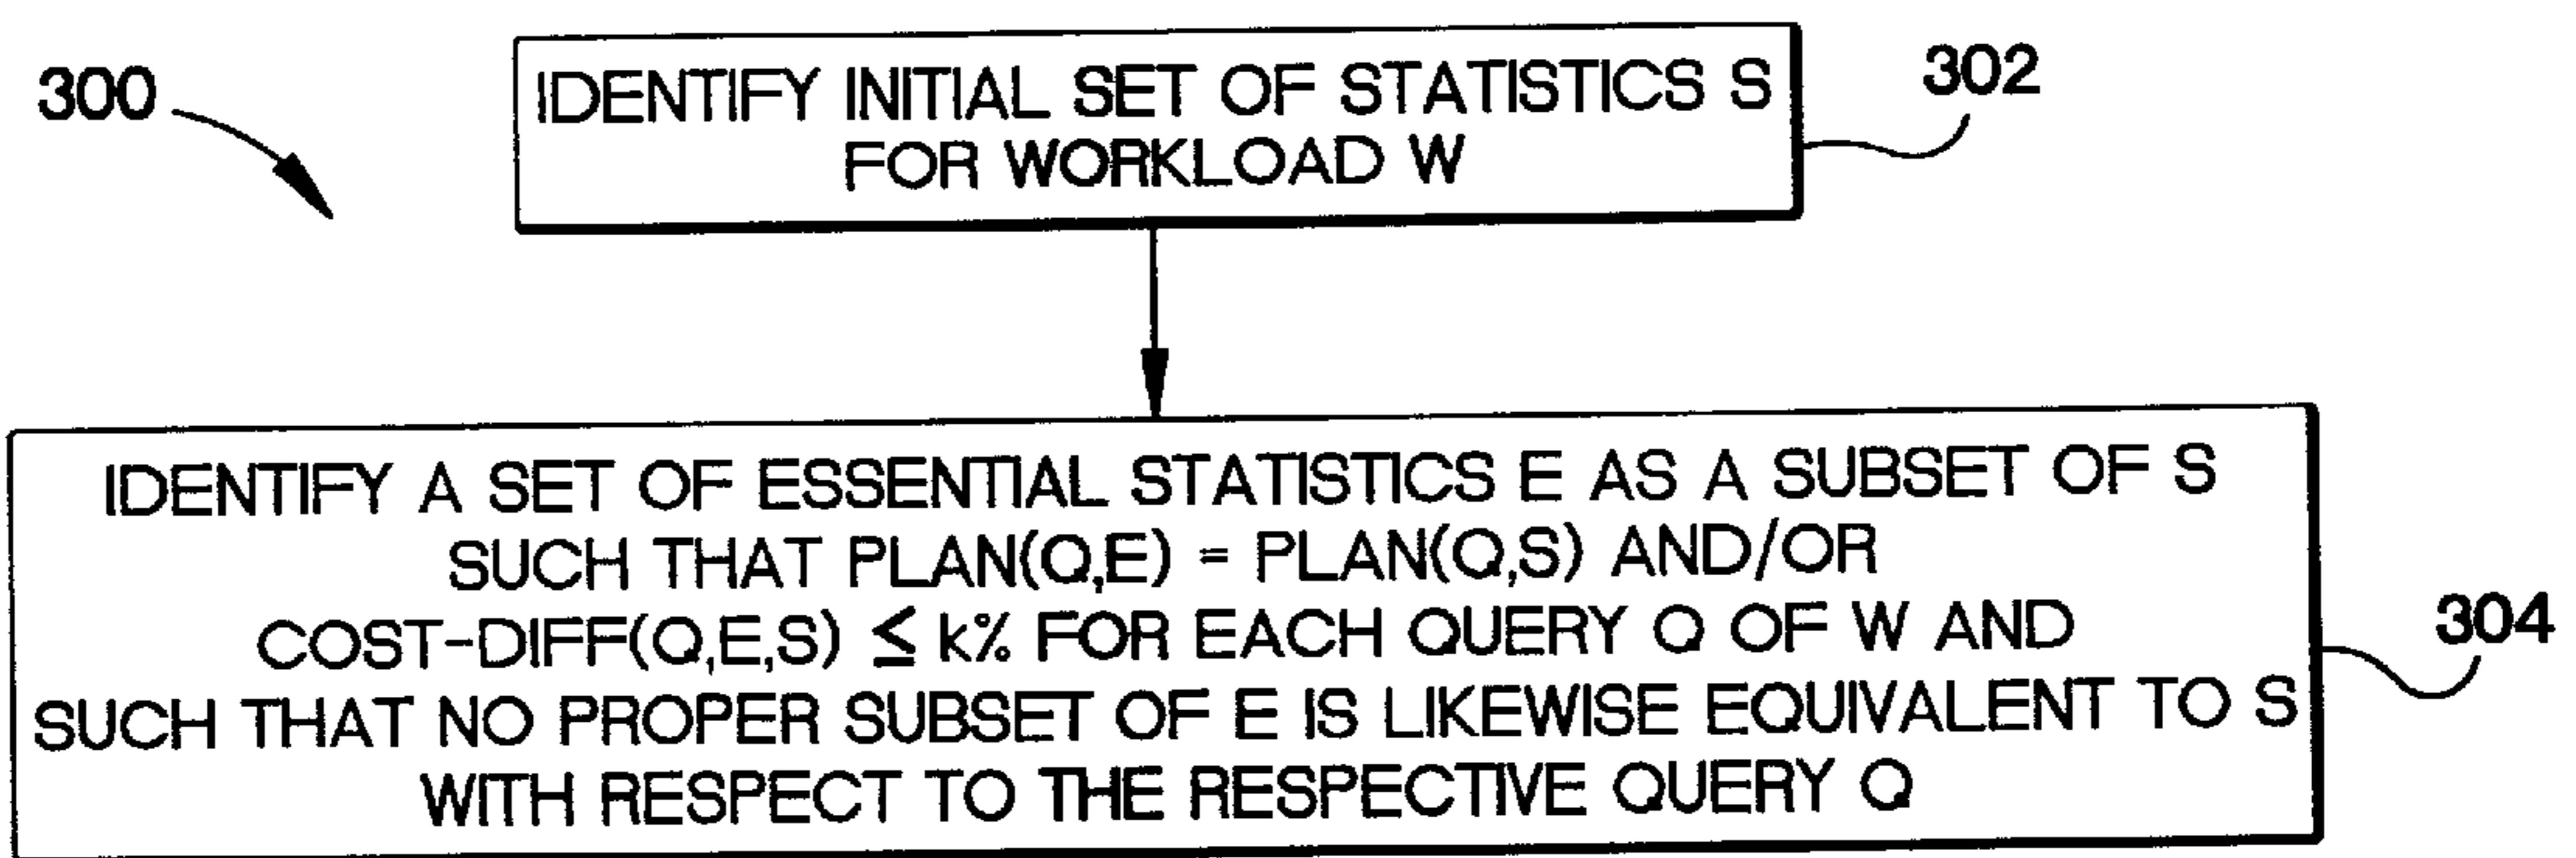 300
IDENTIFY INITIAL SET OF STATISTICS S
FOR WORKLOAD W
302
IDENTIFY A SET OF ESSENTIAL STATISTICS E AS A SUBSET OF S
SUCH THAT PLAN(Q,E) = PLAN(Q,S) AND/OR
COST-DIFF(Q,E,S) ≤ k% FOR EACH QUERY Q OF W AND
SUCH THAT NO PROPER SUBSET OF E IS LIKEWISE EQUIVALENT TO S
WITH RESPECT TO THE RESPECTIVE QUERY Q
304